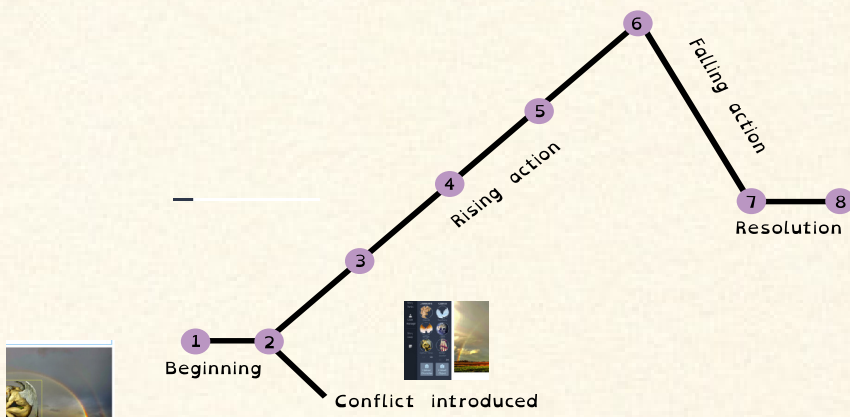 6
Falling action
5
4
Rising action
7
8
Resolution
3
1
2
Beginning
Conflict introduced